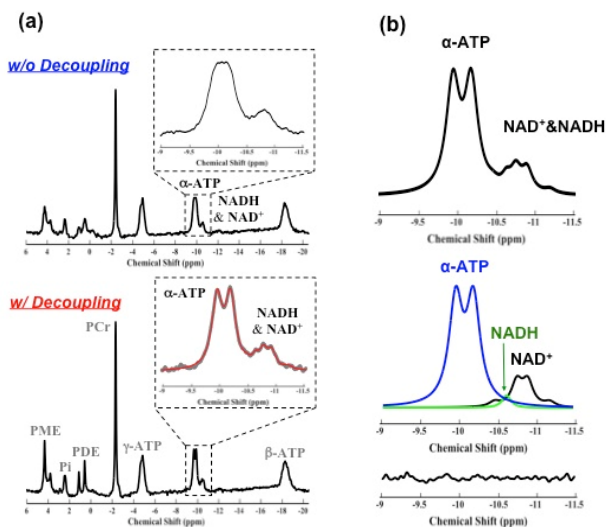 (a)
w/o Decoupling
-9 -9.5 -10 -10.5 -11 -11.5
Chemical Shift (ppm)
α-ATP
NADH
& NAD⁺
6 4 2 0 -2 -4 -6 -8 -10 -12 -14 -16 -18 -20
Chemical Shift (ppm)
w/ Decoupling
α-ATP
NADH
& NAD⁺
-9 -9.5 -10 -10.5 -11 -11.5
Chemical Shift (ppm)
PCr
PME
Pi
PDE
γ-ATP
β-ATP
6 4 2 0 -2 -4 -6 -8 -10 -12 -14 -16 -18 -20
Chemical Shift (ppm)
(b)
α-ATP
NAD⁺&NADH
-9 -9.5 -10 -10.5 -11 -11.5
Chemical Shift (ppm)
α-ATP
NADH
NAD⁺
-9 -9.5 -10 -10.5 -11 -11.5
Chemical Shift (ppm)
-9 -9.5 -10 -10.5 -11 -11.5
Chemical Shift (ppm)